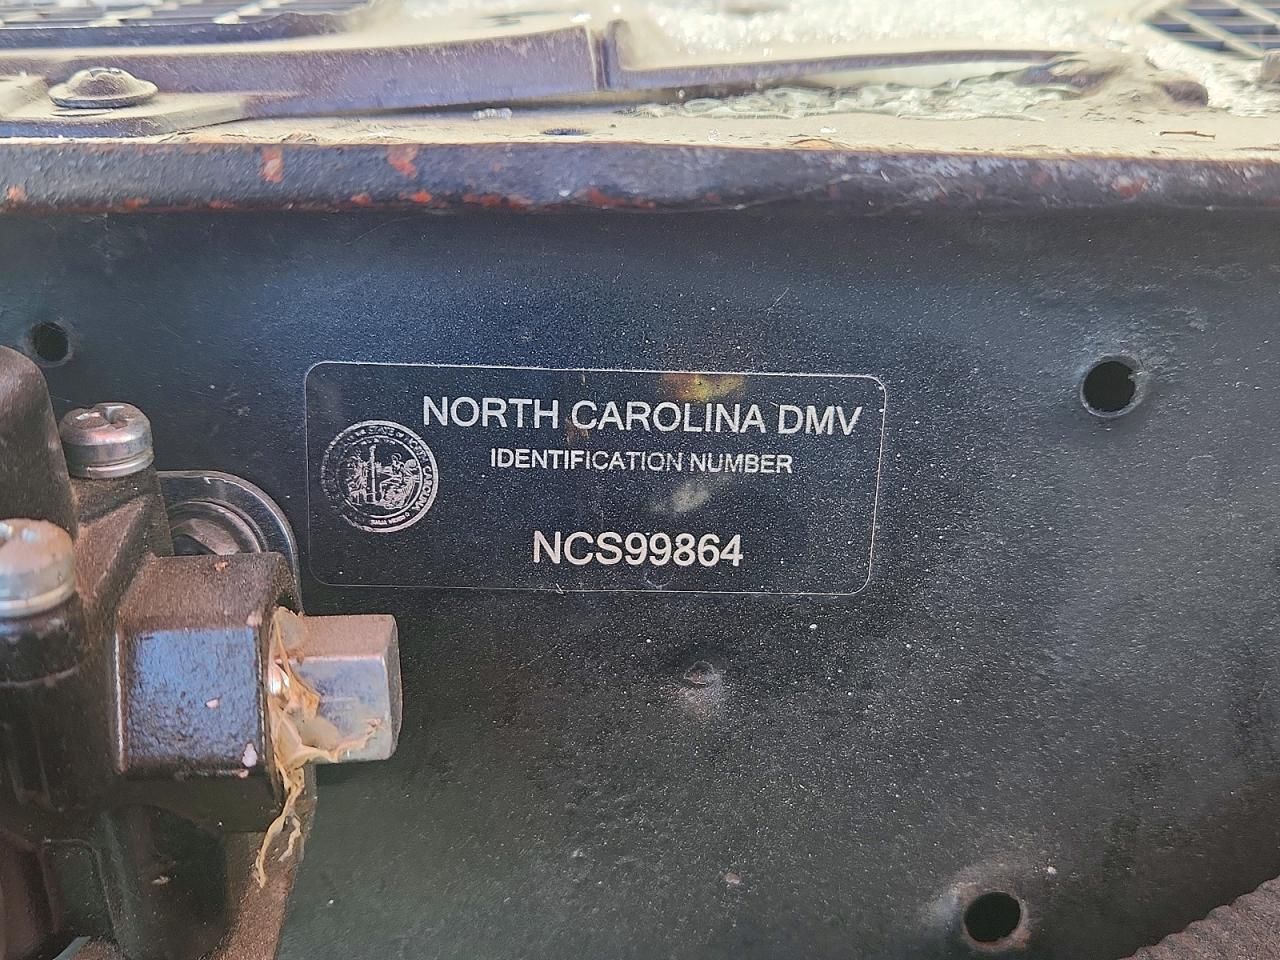 NORTH CAROLINA DMV
IDENTIFICATION NUMBER
NCS99864